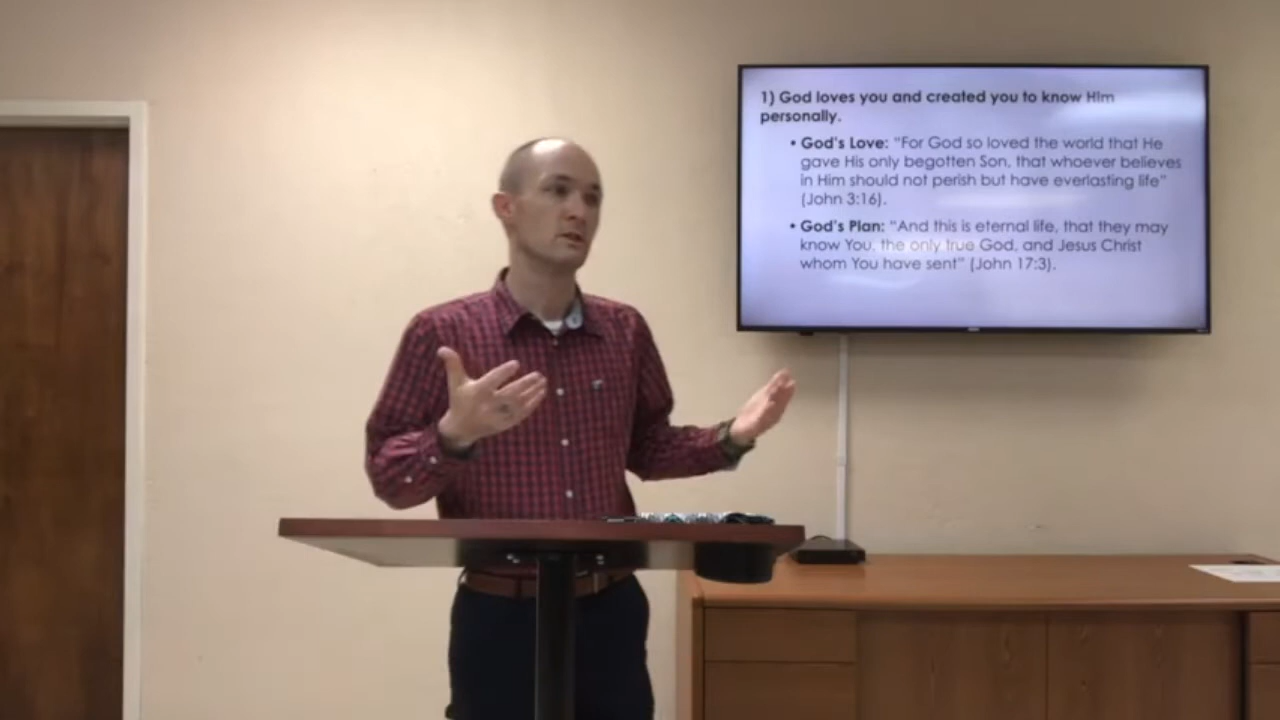 1) God loves you and created you to know Him
personally.
• God's Love: “For God so loved the world that He
gave His only begotten Son, that whoever believes
in Him should not perish but have everlasting life”
(John 3:16).
• God's Plan: “And this is eternal life, that they may
know You, the only true God, and Jesus Christ
whom You have sent” (John 17:3).